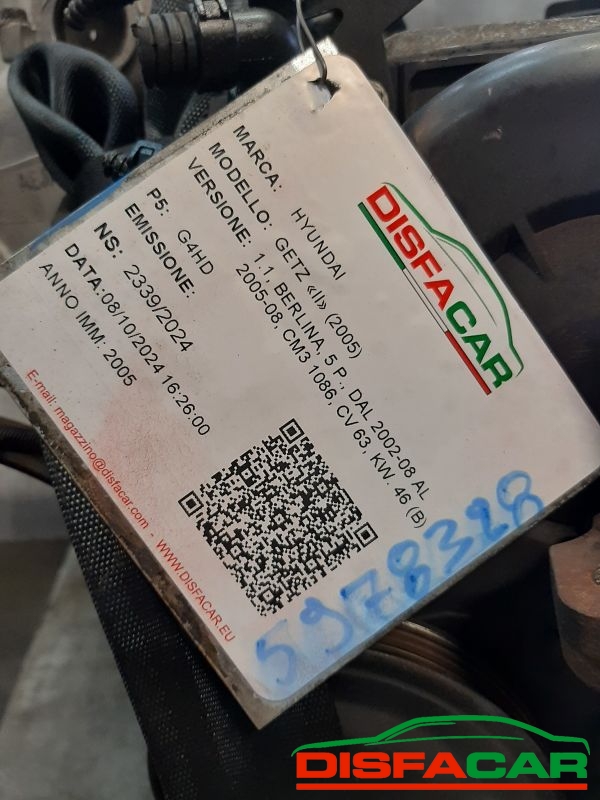 DISFACAR
MARCA: HYUNDAI
MODELLO: GETZ «II» (2005)
VERSIONE: 1.1, BERLINA, 5 P., DAL 2002-08 AL
2005-08, CM3 1086, CV 63, KW. 46 (B)
P5: G4HD
EMISSIONE:
NS: 2339/2024
DATA:08/10/2024 16:26:00
ANNO IMM: 2005
E-mail: magazzino@disfacar.com - WWW.DISFACAR.EU
5978328
DISFACAR